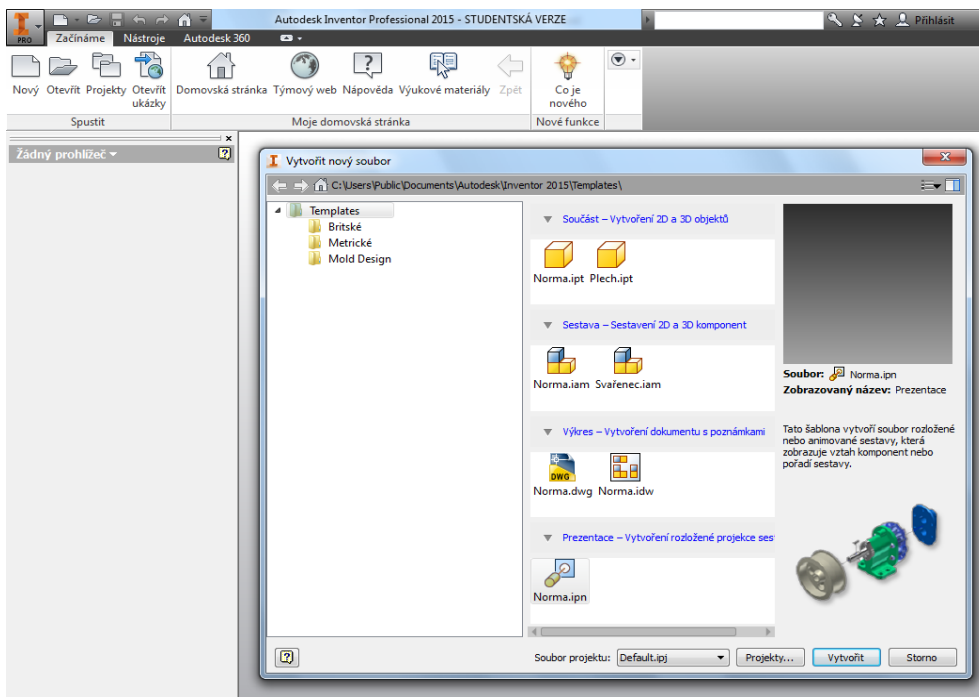 Autodesk Inventor Professional 2015 - STUDENTSKÁ VERZE
Přihlásit
PRO
Začínáme Nástroje Autodesk 360
Nový Otevřít Projekty Otevřít ukázky Domovská stránka Týmový web Nápověda Výukové materiály Zpět Co je nového
Spustit Moje domovská stránka Nové funkce
Žádný prohlížeč
Vytvořit nový soubor
C:\Users\Public\Documents\Autodesk\Inventor 2015\Templates\
Templates
Britské
Metrické
Mold Design
Součást – Vytvoření 2D a 3D objektů
Norma.ipt Plech.ipt
Sestava – Sestavení 2D a 3D komponent
Norma.iam Svařenec.iam
Výkres – Vytvoření dokumentu s poznámkami
DWG
Norma.dwg Norma.idw
Prezentace – Vytvoření rozložené projekce ses
Norma.ipn
Soubor: Norma.ipn
Zobrazovaný název: Prezentace
Tato šablona vytvoří soubor rozložené
nebo animované sestavy, která
zobrazuje vztah komponent nebo
pořadí sestavy.
Soubor projektu: Default.ipj Projekty... Vytvořit Storno